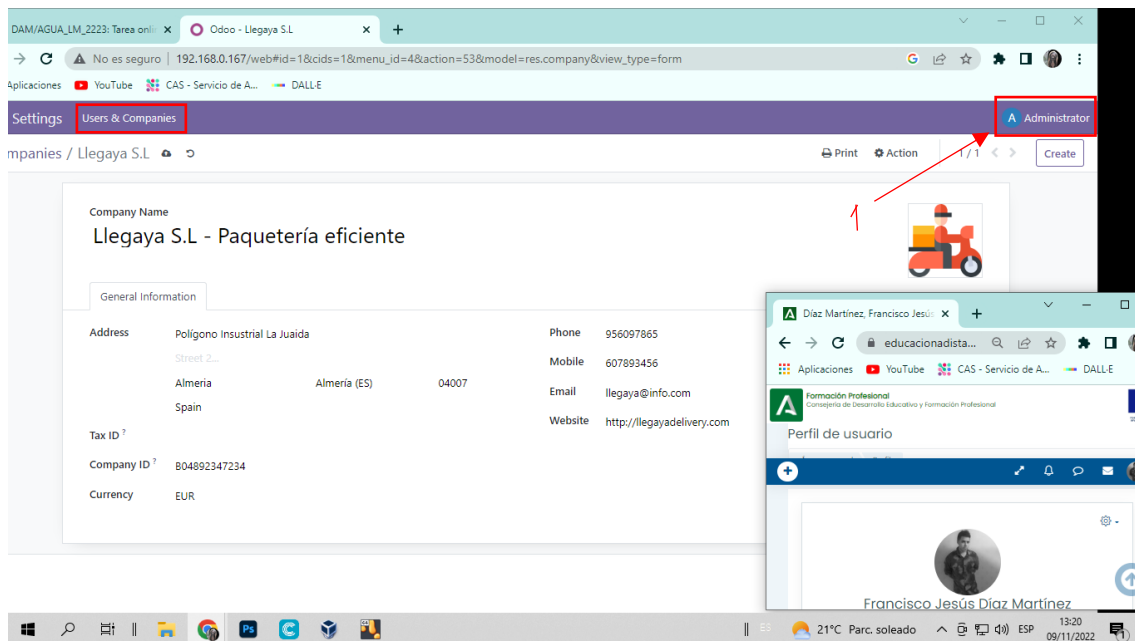 DAM/AGUA_LM_2223: Tarea onli
Odoo - Llegaya S.L
No es seguro | 192.168.0.167/web#id=1&cids=1&menu_id=4&action=53&model=res.company&view_type=form
Aplicaciones YouTube CAS - Servicio de A... DALL·E
Settings Users & Companies A Administrator
mpanies / Llegaya S.L Print Action 1 / 1 Create
1
Company Name
Llegaya S.L - Paquetería eficiente
General Information
Address Polígono Insustrial La Juaida
Street 2...
Almeria Almería (ES) 04007
Spain
Tax ID ?
Company ID ? B04892347234
Currency EUR
Phone 956097865
Mobile 607893456
Email llegaya@info.com
Website http://llegayadelivery.com
Díaz Martínez, Francisco Jesús
educacionadista...
Aplicaciones YouTube CAS - Servicio de A... DALL·E
Formación Profesional
Consejería de Desarrollo Educativo y Formación Profesional
Perfil de usuario
Francisco Jesús Díaz Martínez
Ps
21°C Parc. soleado ESP 13:20
09/11/2022